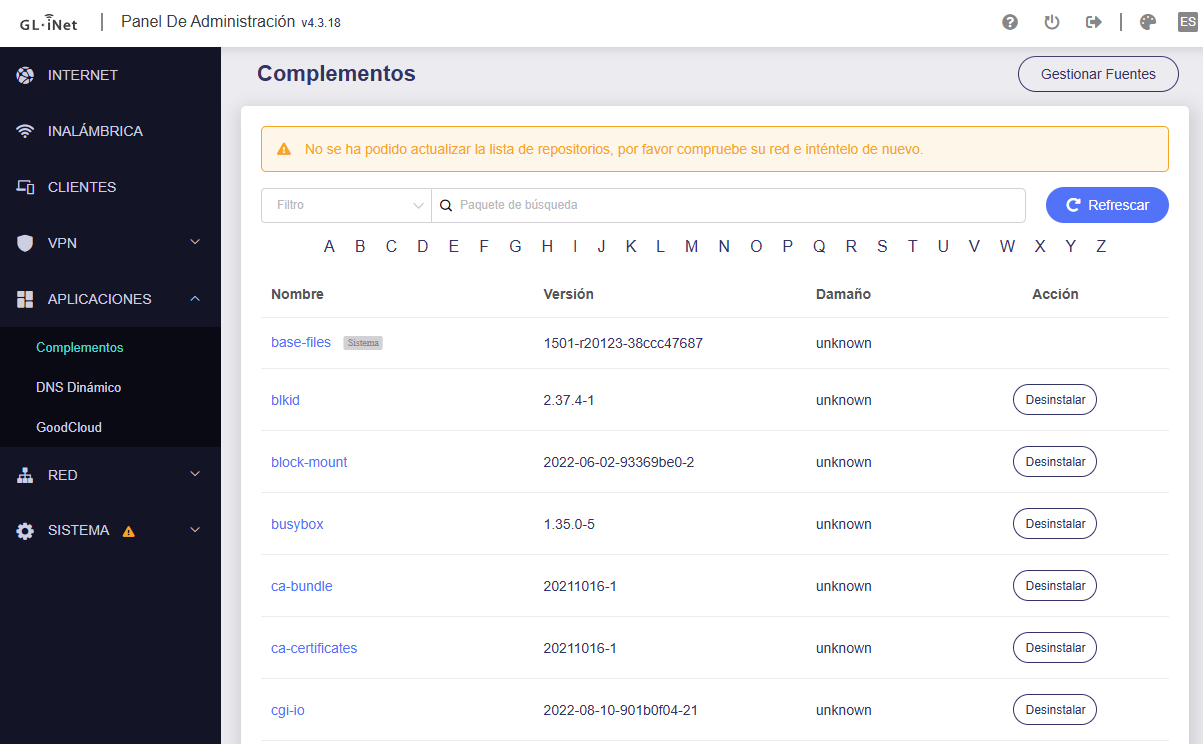 GL·iNet | Panel De Administración v4.3.18 ES
INTERNET
INALÁMBRICA
CLIENTES
VPN
APLICACIONES
Complementos
DNS Dinámico
GoodCloud
RED
SISTEMA
Complementos Gestionar Fuentes
No se ha podido actualizar la lista de repositorios, por favor compruebe su red e inténtelo de nuevo.
Filtro Paquete de búsqueda Refrescar
A B C D E F G H I J K L M N O P Q R S T U V W X Y Z
Nombre Versión Damaño Acción
base-files Sistema 1501-r20123-38ccc47687 unknown
blkid 2.37.4-1 unknown Desinstalar
block-mount 2022-06-02-93369be0-2 unknown Desinstalar
busybox 1.35.0-5 unknown Desinstalar
ca-bundle 20211016-1 unknown Desinstalar
ca-certificates 20211016-1 unknown Desinstalar
cgi-io 2022-08-10-901b0f04-21 unknown Desinstalar